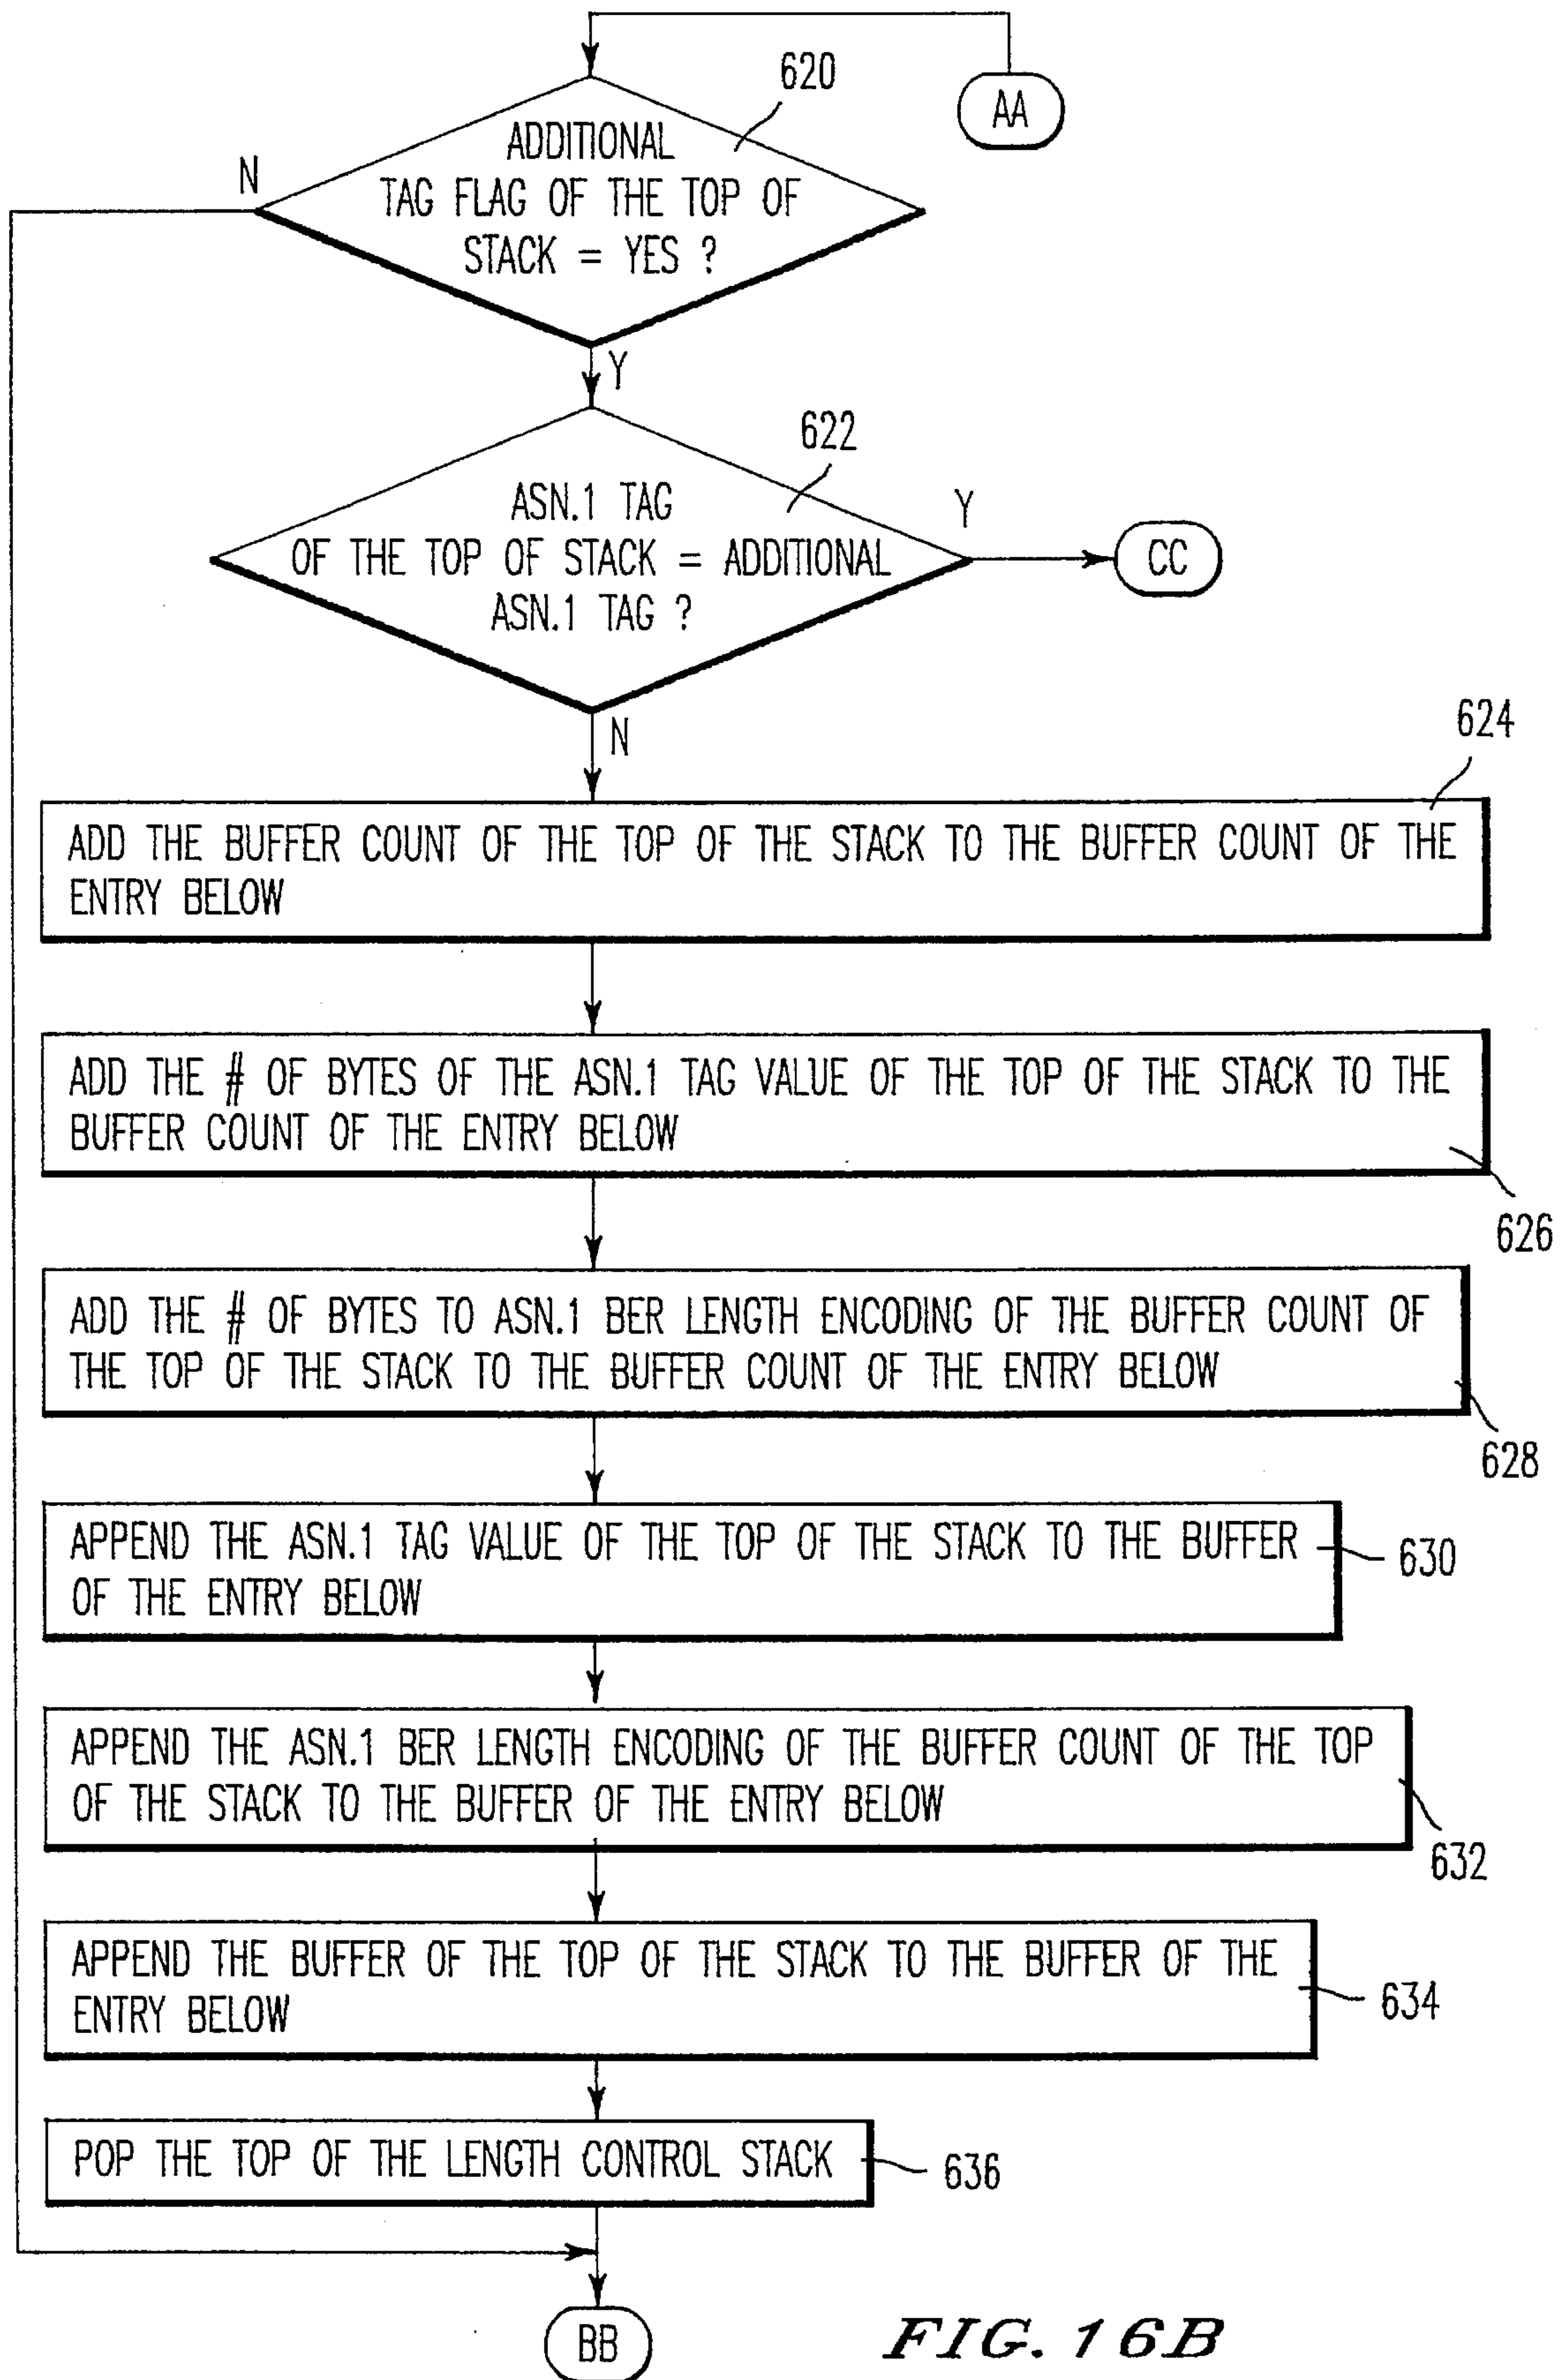 620
AA
ADDITIONAL
N
TAG FLAG OF THE TOP OF
STACK = YES ?
Y
622
ASN.1 TAG
Y
OF THE TOP OF STACK = ADDITIONAL
CC
ASN.1 TAG ?
N
624
ADD THE BUFFER COUNT OF THE TOP OF THE STACK TO THE BUFFER COUNT OF THE
ENTRY BELOW
ADD THE # OF BYTES OF THE ASN.1 TAG VALUE OF THE TOP OF THE STACK TO THE
BUFFER COUNT OF THE ENTRY BELOW
626
ADD THE # OF BYTES TO ASN.1 BER LENGTH ENCODING OF THE BUFFER COUNT OF
THE TOP OF THE STACK TO THE BUFFER COUNT OF THE ENTRY BELOW
628
APPEND THE ASN.1 TAG VALUE OF THE TOP OF THE STACK TO THE BUFFER
630
OF THE ENTRY BELOW
APPEND THE ASN.1 BER LENGTH ENCODING OF THE BUFFER COUNT OF THE TOP
OF THE STACK TO THE BUFFER OF THE ENTRY BELOW
632
APPEND THE BUFFER OF THE TOP OF THE STACK TO THE BUFFER OF THE
634
ENTRY BELOW
POP THE TOP OF THE LENGTH CONTROL STACK
636
BB
FIG. 16B